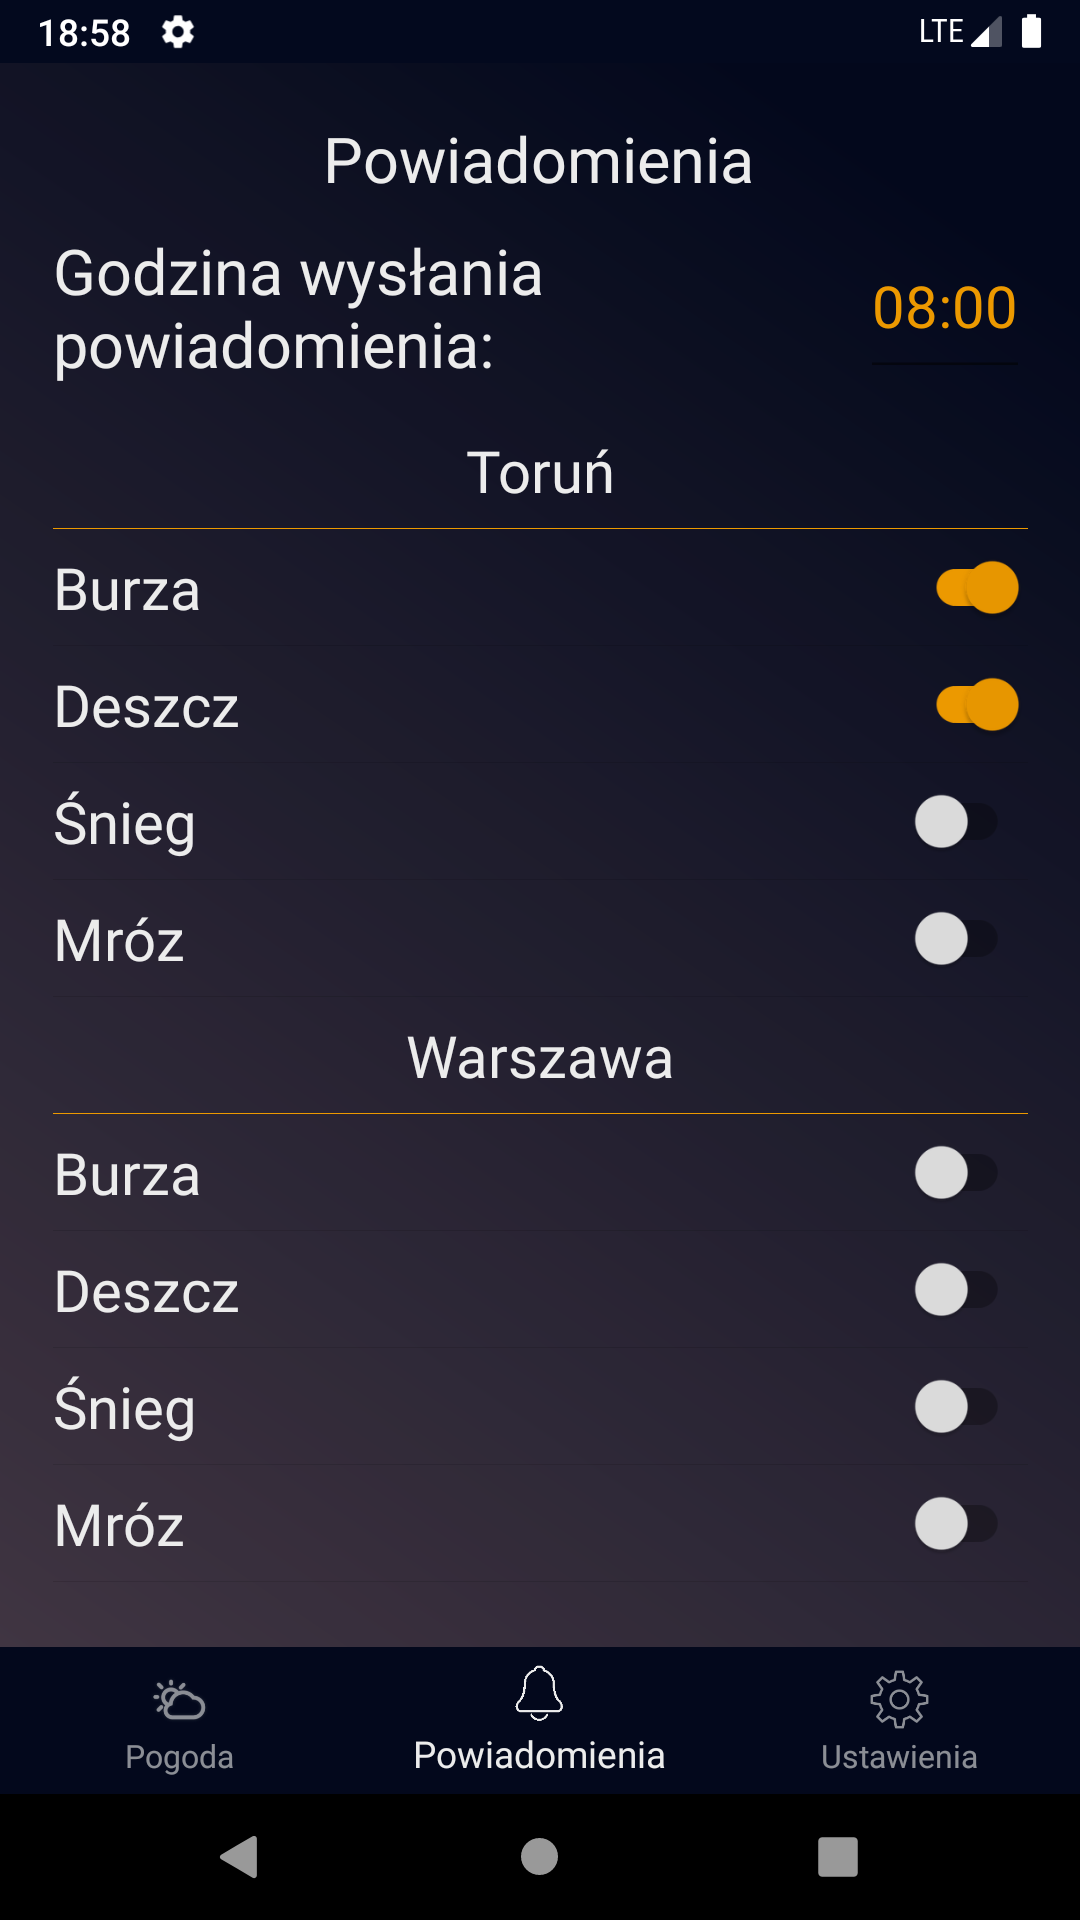 18:58 LTE
Powiadomienia
Godzina wysłania
powiadomienia:
08:00
Toruń
Burza
Deszcz
Śnieg
Mróz
Warszawa
Burza
Deszcz
Śnieg
Mróz
Pogoda Powiadomienia Ustawienia